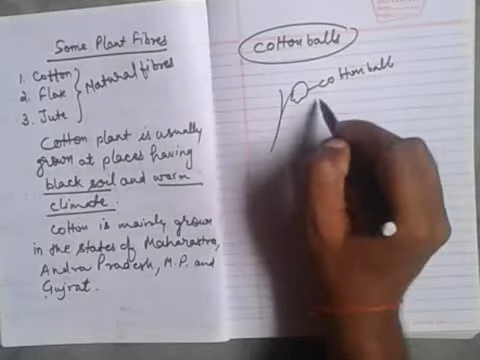 Some Plant Fibres
1. Cotton
2. Flax
3. Jute
Natural fibres
Cotton plant is usually
grown at places having
black soil and warm
climate.
Cotton is mainly grown
in the states of Maharastra,
Andra Pradesh, M.P. and
Gujrat.
Cotton balls
cotton ball